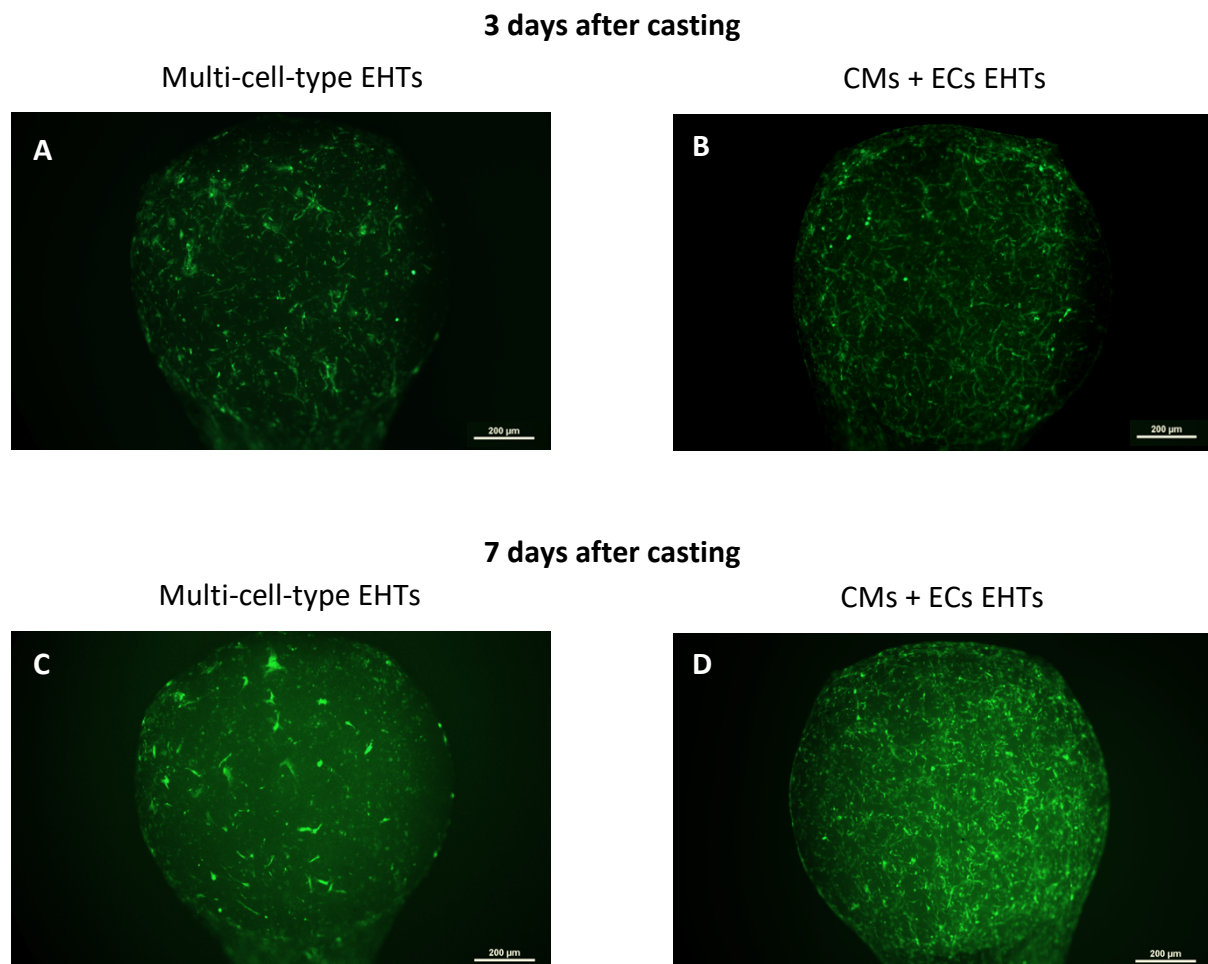 3 days after casting
Multi-cell-type EHTs
CMs + ECs EHTs
A
B
200 µm
200 µm
7 days after casting
Multi-cell-type EHTs
CMs + ECs EHTs
C
D
200 µm
200 µm